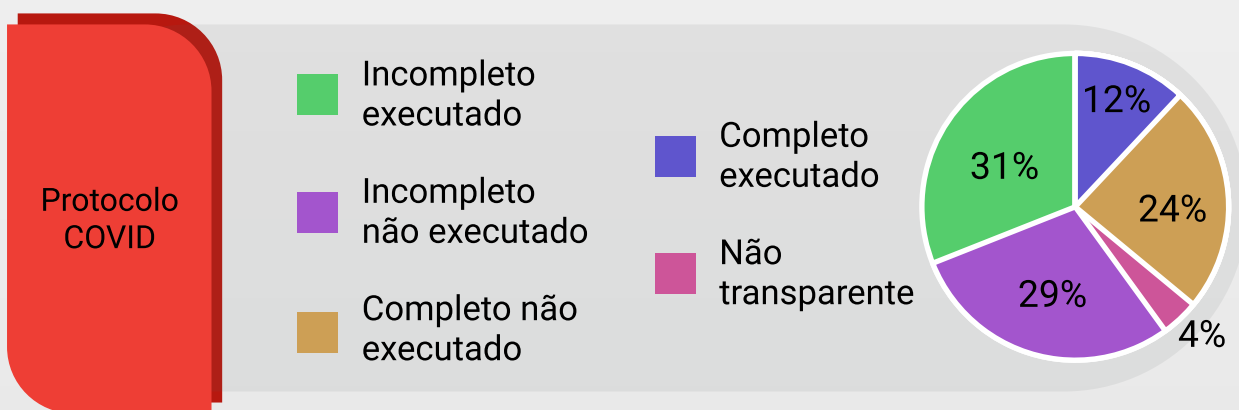 Protocolo
COVID
Incompleto
executado
Incompleto
não executado
Completo não
executado
Completo
executado
Não
transparente
12%
24%
4%
29%
31%